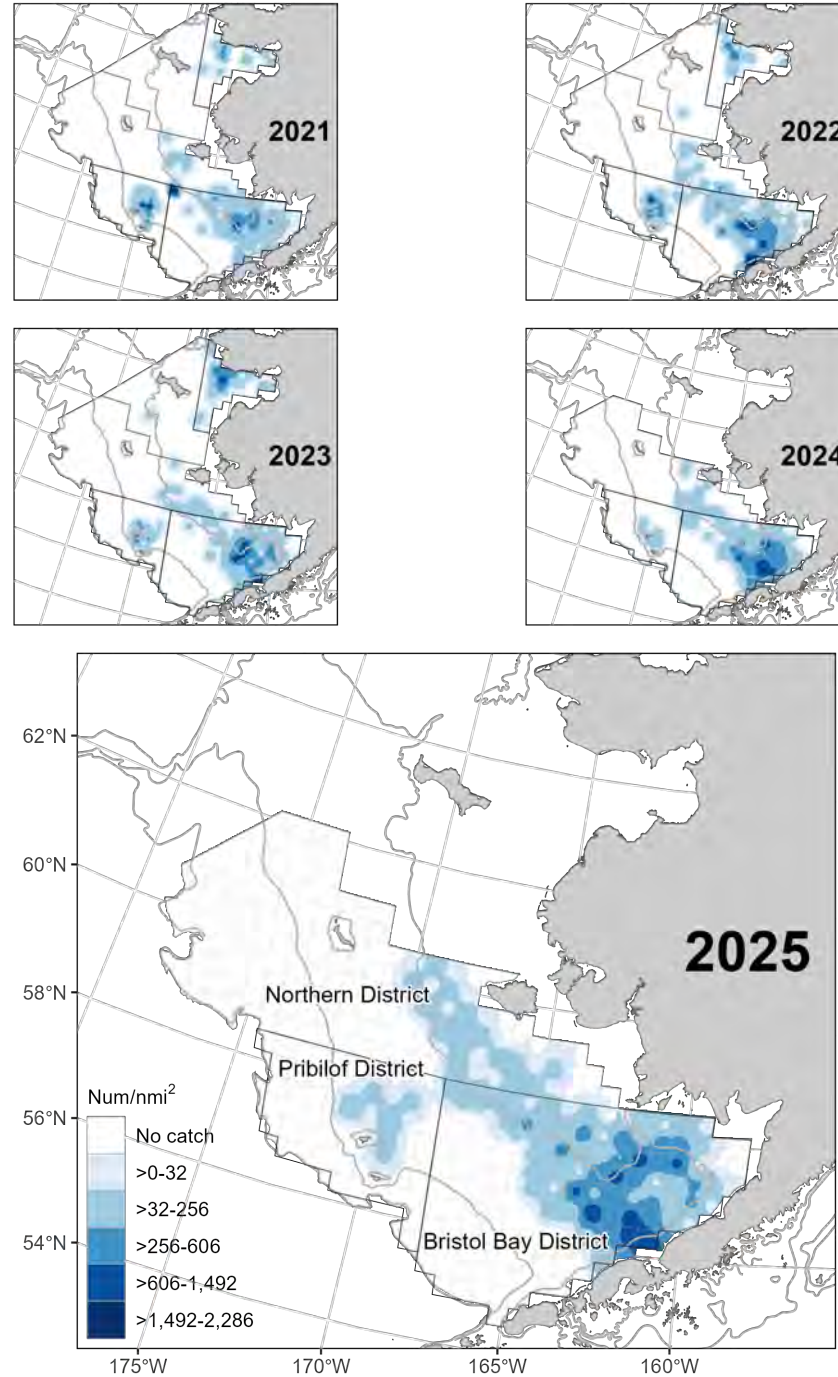 2021
2022
2023
2024
2025
62°N
60°N
58°N
56°N
54°N
Northern District
Pribilof District
Bristol Bay District
Num/nmi²
No catch
>0-32
>32-256
>256-606
>606-1,492
>1,492-2,286
175°W
170°W
165°W
160°W